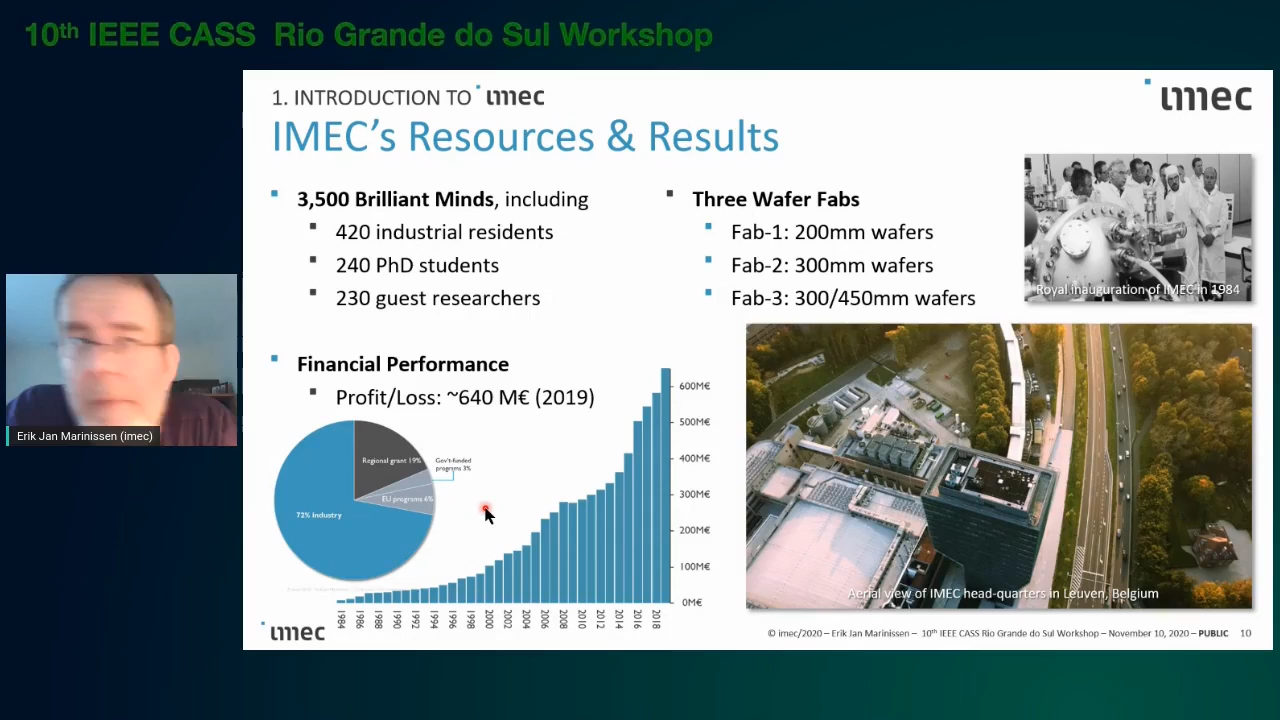 10th IEEE CASS Rio Grande do Sul Workshop
1. INTRODUCTION TO imec
imec
IMEC’s Resources & Results
3,500 Brilliant Minds, including
420 industrial residents
240 PhD students
230 guest researchers
Three Wafer Fabs
Fab-1: 200mm wafers
Fab-2: 300mm wafers
Fab-3: 300/450mm wafers
Royal inauguration of IMEC in 1984
Financial Performance
Profit/Loss: ~640 M€ (2019)
Regional grant 19%
Gov't-funded
programs 3%
EU programs 6%
72% Industry
600M€
500M€
400M€
300M€
200M€
100M€
0M€
1984 1986 1988 1990 1992 1994 1996 1998 2000 2002 2004 2006 2008 2010 2012 2014 2016 2018
Aerial view of IMEC head-quarters in Leuven, Belgium
Erik Jan Marinissen (imec)
imec
© imec/2020 – Erik Jan Marinissen – 10th IEEE CASS Rio Grande do Sul Workshop – November 10, 2020 – PUBLIC 10